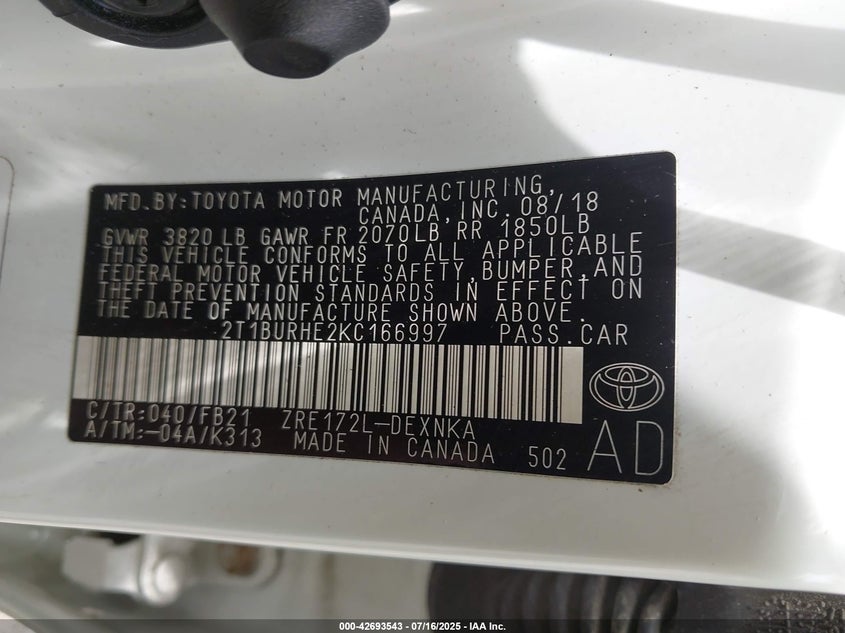 MFD.BY:TOYOTA MOTOR MANUFACTURING,
CANADA,INC. 08/18
GVWR 3820 LB GAWR FR 2070LB RR 1850LB
THIS VEHICLE CONFORMS TO ALL APPLICABLE
FEDERAL MOTOR VEHICLE SAFETY,BUMPER,AND
THEFT PREVENTION STANDARDS IN EFFECT ON
THE DATE OF MANUFACTURE SHOWN ABOVE.
2T1BURHE2KC166997 PASS.CAR
C/TR:040/FB21 ZRE172L-DEXNKA
A/TM:-04A/K313 MADE IN CANADA 502 AD
000-42693543 - 07/16/2025 - IAA Inc.